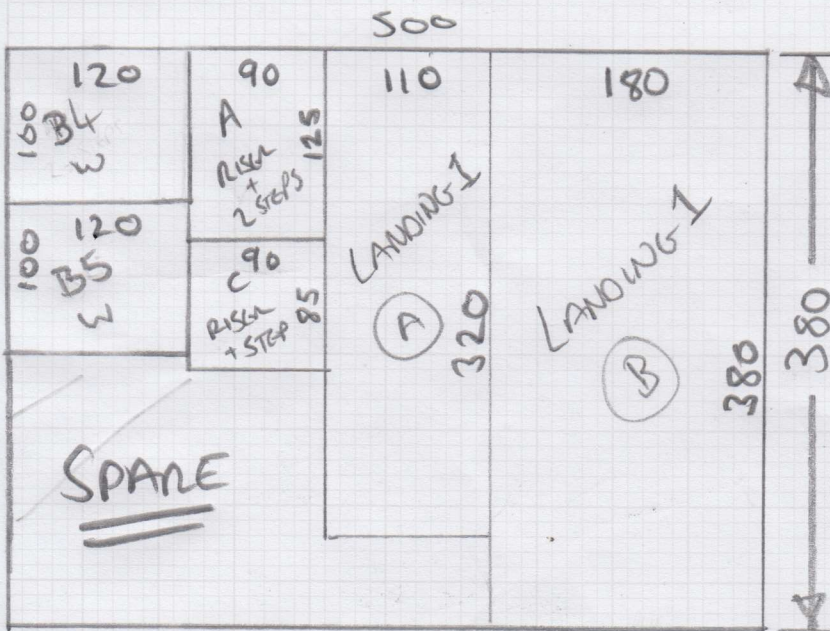 500
120
100
B4
W
90
A
125
RISER
+
2 STEPS
110
LANDING 1
A
320
180
LANDING 1
B
380
380
120
100
B5
W
90
C
85
RISER
+ STEP
SPARE